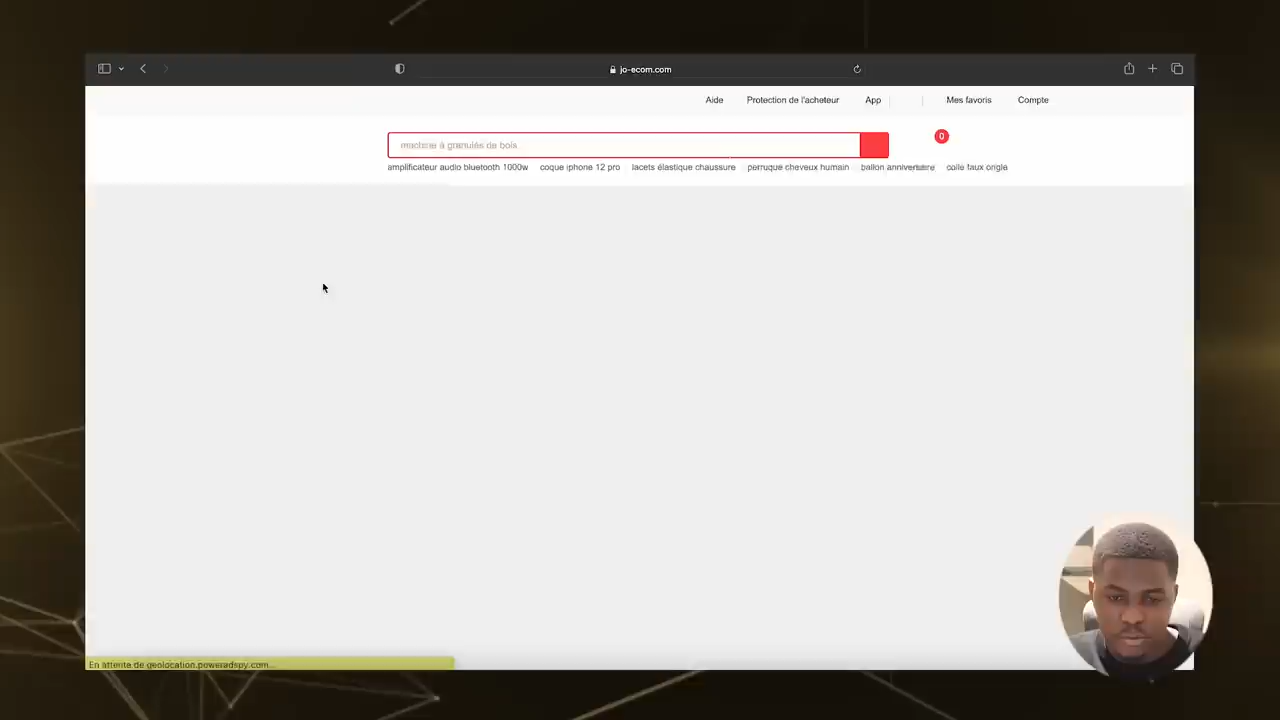 jo-ecom.com
Aide Protection de l'acheteur App Mes favoris Compte
machine à granulés de bois
0
amplificateur audio bluetooth 1000w coque iphone 12 pro lacets élastique chaussure perruque cheveux humain ballon anniversaire colle faux ongle
En attente de geolocation.poweradspy.com...